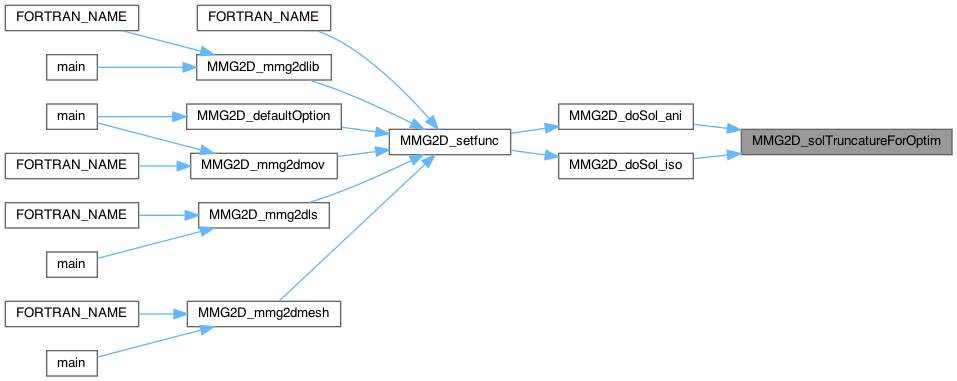 FORTRAN_NAME
FORTRAN_NAME
main
MMG2D_mmg2dlib
main
MMG2D_defaultOption
MMG2D_doSol_ani
MMG2D_setfunc
MMG2D_solTruncatureForOptim
FORTRAN_NAME
MMG2D_mmg2dmov
MMG2D_doSol_iso
FORTRAN_NAME
MMG2D_mmg2dls
main
FORTRAN_NAME
MMG2D_mmg2dmesh
main